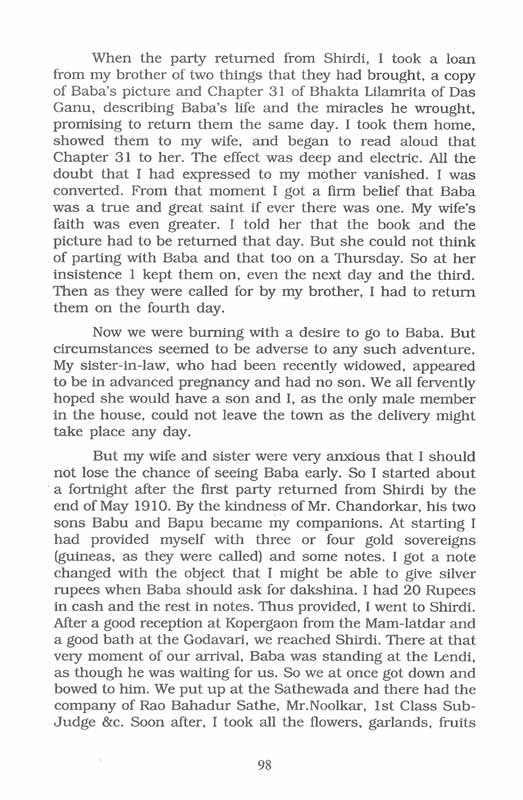 When the party returned from Shirdi, I took a loan
from my brother of two things that they had brought, a copy
of Baba's picture and Chapter 31 of Bhakta Lilamrita of Das
Ganu, describing Baba's life and the miracles he wrought,
promising to return them the same day. I took them home,
showed them to my wife, and began to read aloud that
Chapter 31 to her. The effect was deep and electric. All the
doubt that I had expressed to my mother vanished. I was
converted. From that moment I got a firm belief that Baba
was a true and great saint if ever there was one. My wife's
faith was even greater. I told her that the book and the
picture had to be returned that day. But she could not think
of parting with Baba and that too on a Thursday. So at her
insistence 1 kept them on, even the next day and the third.
Then as they were called for by my brother, I had to return
them on the fourth day.
Now we were burning with a desire to go to Baba. But
circumstances seemed to be adverse to any such adventure.
My sister-in-law, who had been recently widowed, appeared
to be in advanced pregnancy and had no son. We all fervently
hoped she would have a son and I, as the only male member
in the house, could not leave the town as the delivery might
take place any day.
But my wife and sister were very anxious that I should
not lose the chance of seeing Baba early. So I started about
a fortnight after the first party returned from Shirdi by the
end of May 1910. By the kindness of Mr. Chandorkar, his two
sons Babu and Bapu became my companions. At starting I
had provided myself with three or four gold sovereigns
(guineas, as they were called) and some notes. I got a note
changed with the object that I might be able to give silver
rupees when Baba should ask for dakshina. I had 20 Rupees
in cash and the rest in notes. Thus provided, I went to Shirdi.
After a good reception at Kopergaon from the Mam-latdar and
a good bath at the Godavari, we reached Shirdi. There at that
very moment of our arrival, Baba was standing at the Lendi,
as though he was waiting for us. So we at once got down and
bowed to him. We put up at the Sathewada and there had the
company of Rao Bahadur Sathe, Mr.Noolkar, 1st Class Sub-
Judge &c. Soon after, I took all the flowers, garlands, fruits
98